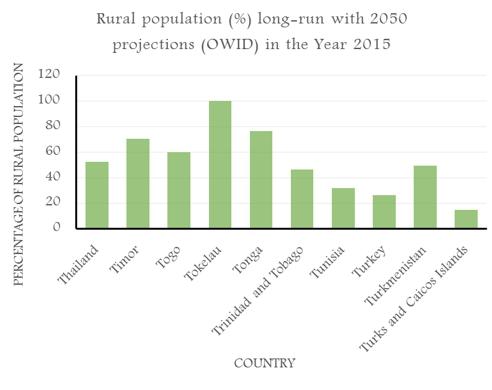 Rural population (%) long-run with 2050
projections (OWID) in the Year 2015
PERCENTAGE OF RURAL POPULATION
120
100
80
60
40
20
0
Thailand
Timor
Togo
Tokelau
Tonga
Trinidad and Tobago
Tunisia
Turkey
Turkmenistan
Turks and Caicos Islands
COUNTRY